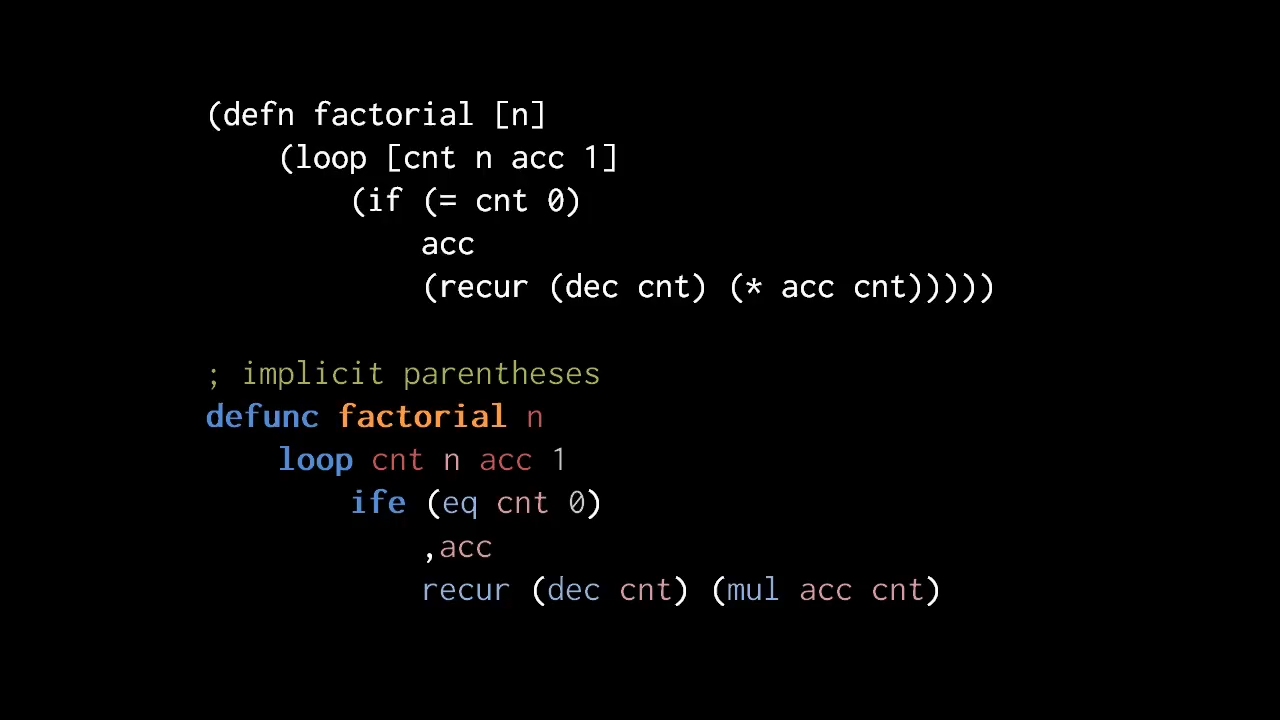 (defn factorial [n]
(loop [cnt n acc 1]
(if (= cnt 0)
acc
(recur (dec cnt) (* acc cnt)))))
; implicit parentheses
defunc factorial n
loop cnt n acc 1
ife (eq cnt 0)
,acc
recur (dec cnt) (mul acc cnt)